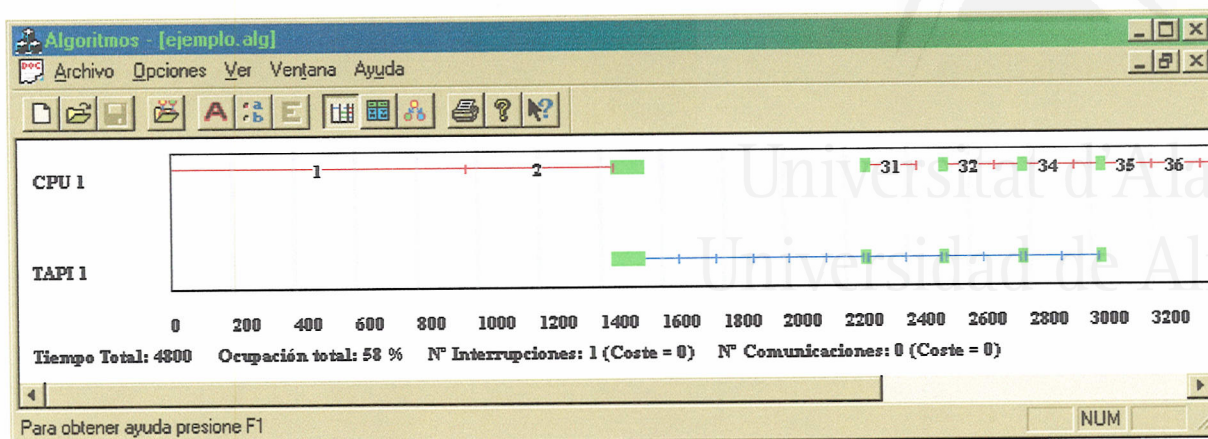 Algoritmos - [ejemplo.alg]
Archivo Opciones Ver Ventana Ayuda
CPU 1
1 2 31 32 34 35 36
TAPI 1
0 200 400 600 800 1000 1200 1400 1600 1800 2000 2200 2400 2600 2800 3000 3200
Tiempo Total: 4800 Ocupación total: 58 % Nº Interrupciones: 1 (Coste = 0) Nº Comunicaciones: 0 (Coste = 0)
Para obtener ayuda presione F1 NUM
Universitat d'Ala
Universidad de Al